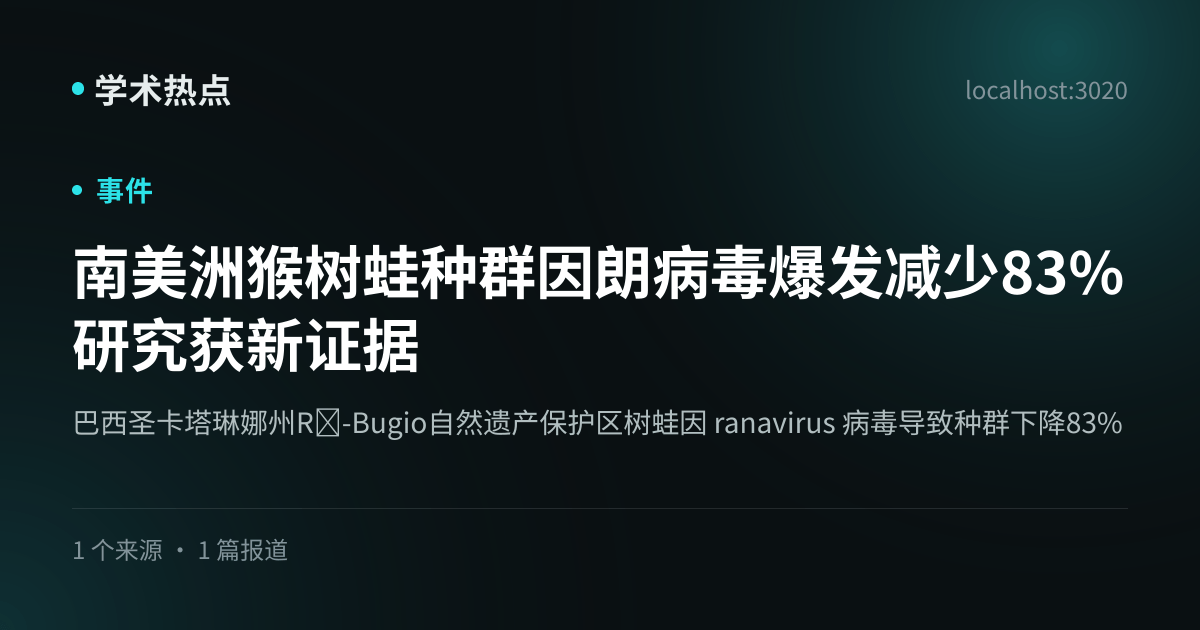 学术热点
localhost:3020
事件
南美洲猴树蛙种群因朗病毒爆发减少83%
研究获新证据
巴西圣卡塔琳娜州R-Bugio自然遗产保护区树蛙因 ranavirus 病毒导致种群下降83%
1 个来源 · 1 篇报道